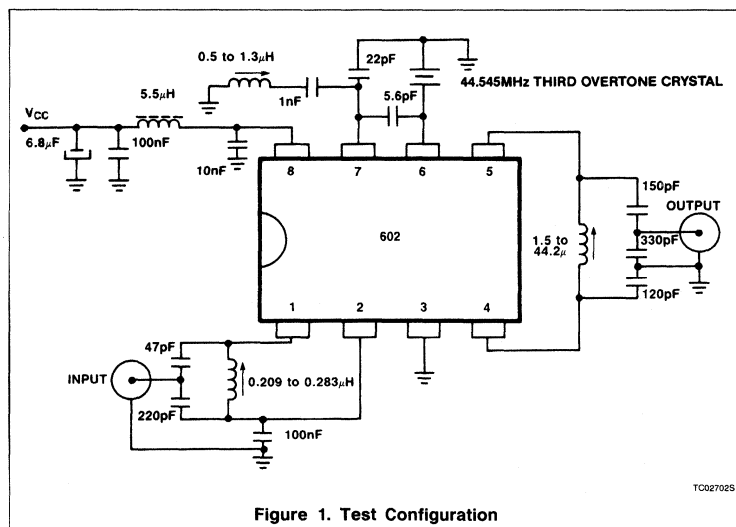 0.5 to 1.3μH
22pF
44.545MHz THIRD OVERTONE CRYSTAL
1nF
5.6pF
5.5μH
VCC
6.8μF
100nF
10nF
8
7
6
5
150pF
OUTPUT
602
1.5 to
44.2μ
330pF
120pF
1
2
3
4
47pF
INPUT
0.209 to 0.283μH
220pF
100nF
TC02702S
Figure 1. Test Configuration